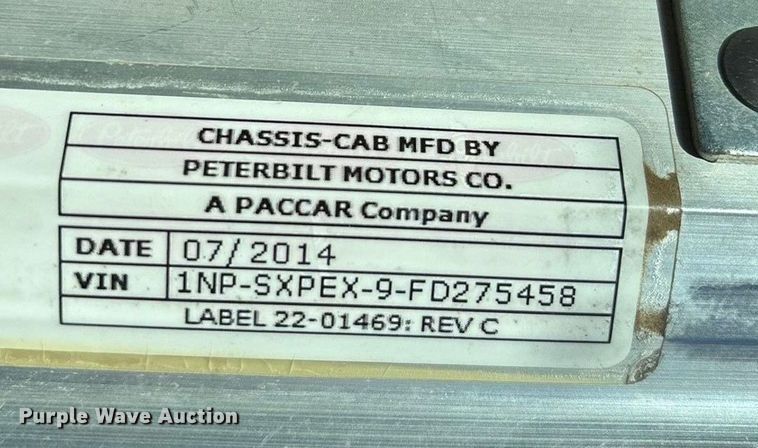 CHASSIS-CAB MFD BY
PETERBILT MOTORS CO.
A PACCAR Company
DATE 07/2014
VIN 1NP-SXPEX-9-FD275458
LABEL 22-01469: REV C
Purple Wave Auction